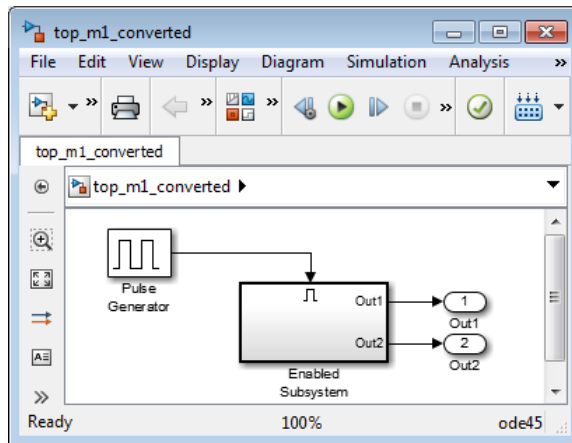 top_m1_converted
File Edit View Display Diagram Simulation Analysis »
» » »
top_m1_converted
top_m1_converted
Pulse
Generator
Out1
1
Out1
Out2
2
Out2
Enabled
Subsystem
A≡
»
Ready 100% ode45